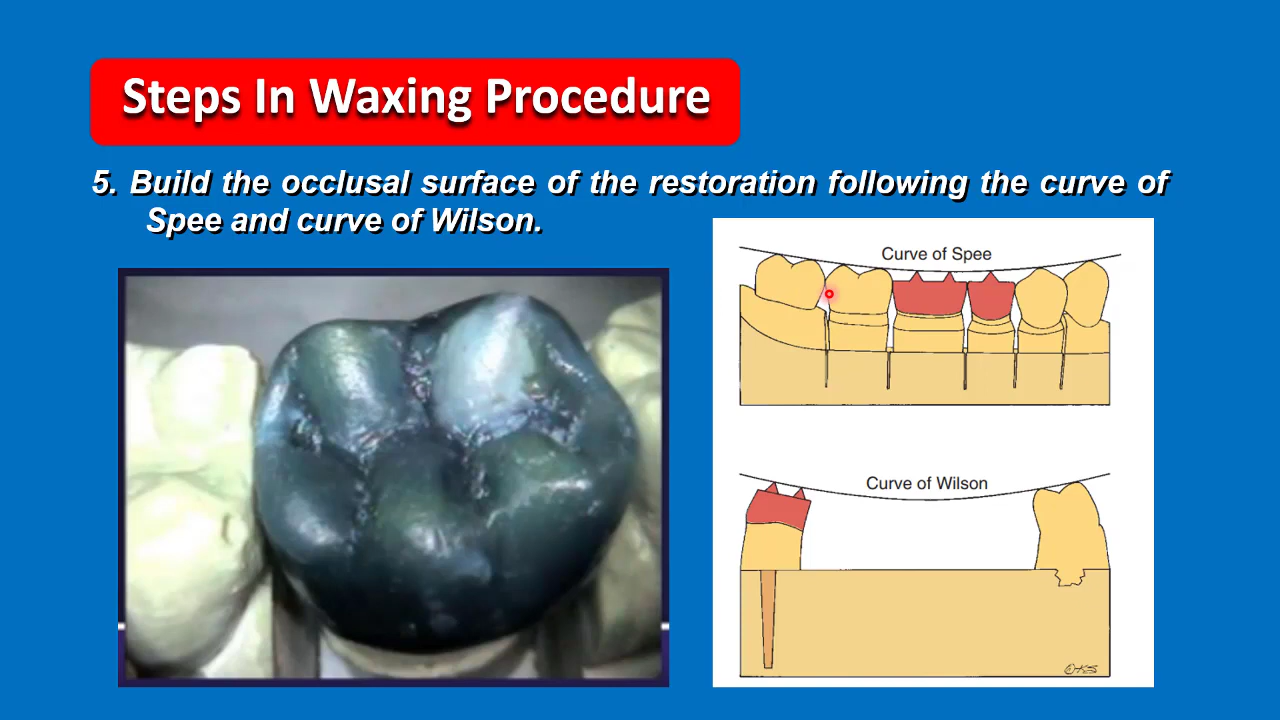 Steps In Waxing Procedure
5. Build the occlusal surface of the restoration following the curve of
Spee and curve of Wilson.
Curve of Spee
Curve of Wilson